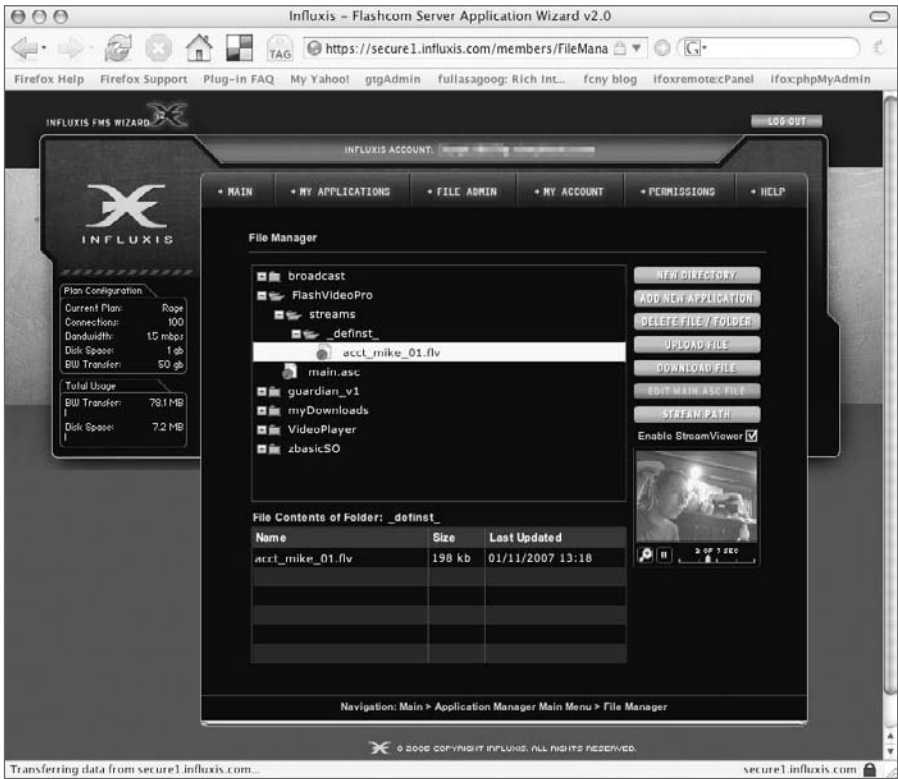 Influxis – Flashcom Server Application Wizard v2.0
TAG
https://secure1.influxis.com/members/FileMana
G
Firefox Help Firefox Support Plug-in FAQ My Yahoo! gtgAdmin fullasagoog: Rich Int... fcny blog ifoxremote:cPanel ifox:phpMyAdmin
INFLUXIS FMS WIZARD
LOG OUT
INFLUXIS ACCOUNT:
+ MAIN + MY APPLICATIONS + FILE ADMIN + MY ACCOUNT + PERMISSIONS + HELP
INFLUXIS
Plan Configuration
Current Plan: Rage
Connections: 100
Bandwidth: 1.5 mbps
Disk Space: 1 gb
BW Transfer: 50 gb
Total Usage
BW Transfer: 79.1 MB
Disk Space: 7.2 MB
File Manager
broadcast
FlashVideoPro
streams
_definst_
acct_mike_01.flv
main.asc
guardian_v1
myDownloads
VideoPlayer
zbasicSO
NEW DIRECTORY
ADD NEW APPLICATION
DELETE FILE / FOLDER
UPLOAD FILE
DOWNLOAD FILE
EDIT MAIN.ASC FILE
STREAM PATH
Enable StreamViewer
2 OF 7 SEC
File Contents of Folder: _definst_
Name Size Last Updated
acct_mike_01.flv 198 kb 01/11/2007 13:18
Navigation: Main > Application Manager Main Menu > File Manager
© 2006 COPYRIGHT INFLUXIS. ALL RIGHTS RESERVED.
Transferring data from secure1.influxis.com... secure1.influxis.com